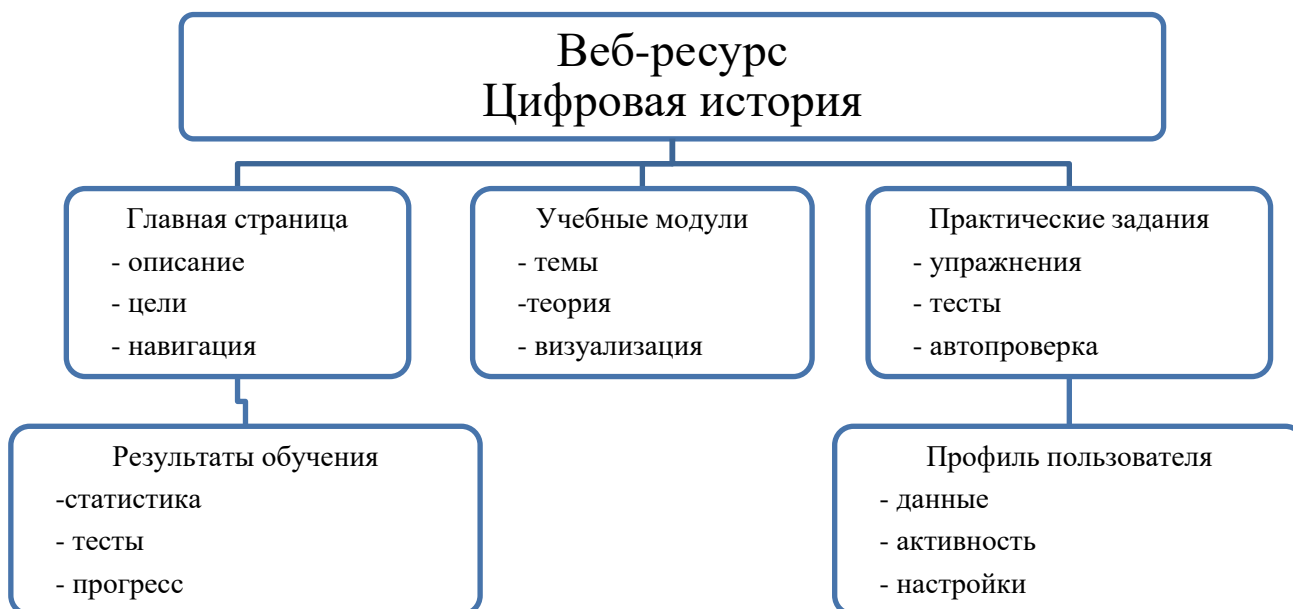 Веб-ресурс
Цифровая история
Главная страница
- описание
- цели
- навигация
Учебные модули
- темы
-теория
- визуализация
Практические задания
- упражнения
- тесты
- автопроверка
Результаты обучения
-статистика
- тесты
- прогресс
Профиль пользователя
- данные
- активность
- настройки